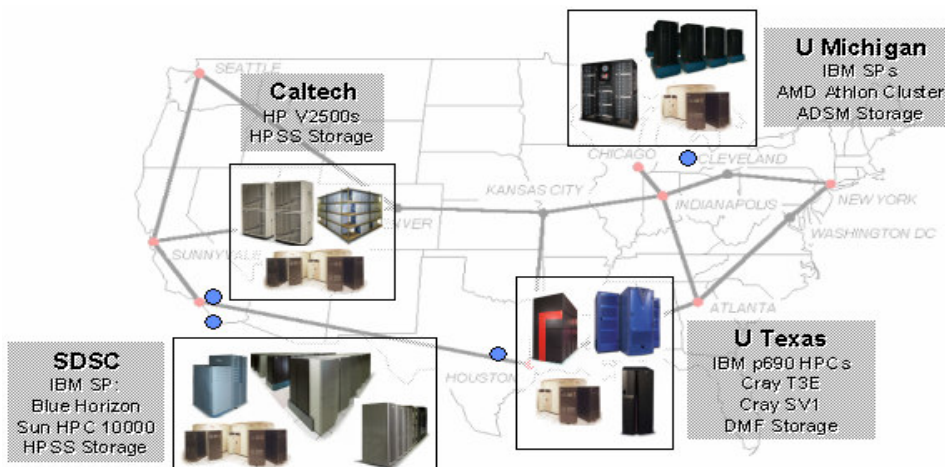 SEATTLE
Caltech
HP V2500s
HPSS Storage
U Michigan
IBM SPs
AMD Athlon Cluster
ADSM Storage
CHICAGO
CLEVELAND
KANSAS CITY
INDIANAPOLIS
NEW YORK
WASHINGTON DC
SUNNYVALE
ATLANTA
HOUSTON
SDSC
IBM SP:
Blue Horizon
Sun HPC 10000
HPSS Storage
U Texas
IBM p690 HPCs
Cray T3E
Cray SV1
DMF Storage